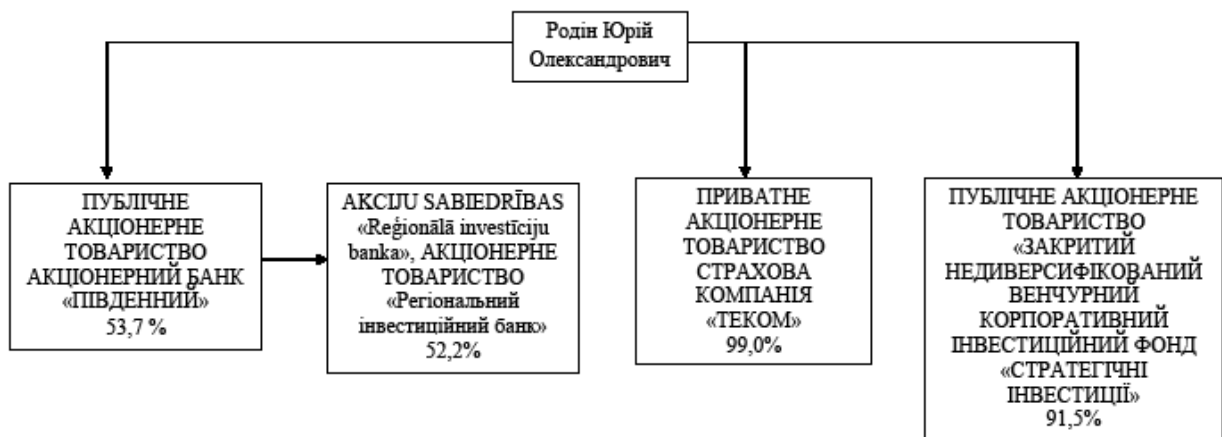 Родін Юрій
Олександрович
ПУБЛІЧНЕ
АКЦІОНЕРНЕ
ТОВАРИСТВО
АКЦІОНЕРНИЙ БАНК
«ПІВДЕННИЙ»
53,7 %
AKCIJU SABIEDRĪBAS
«Reģionālā investīciju
banka», АКЦІОНЕРНЕ
ТОВАРИСТВО
«Регіональний
інвестиційний банк»
52,2%
ПРИВАТНЕ
АКЦІОНЕРНЕ
ТОВАРИСТВО
СТРАХОВА
КОМПАНІЯ
«ТЕКОМ»
99,0%
ПУБЛІЧНЕ АКЦІОНЕРНЕ
ТОВАРИСТВО
«ЗАКРИТИЙ
НЕДИВЕРСИФІКОВАНИЙ
ВЕНЧУРНИЙ
КОРПОРАТИВНИЙ
ІНВЕСТИЦІЙНИЙ ФОНД
«СТРАТЕГІЧНІ
ІНВЕСТИЦІЇ»
91,5%